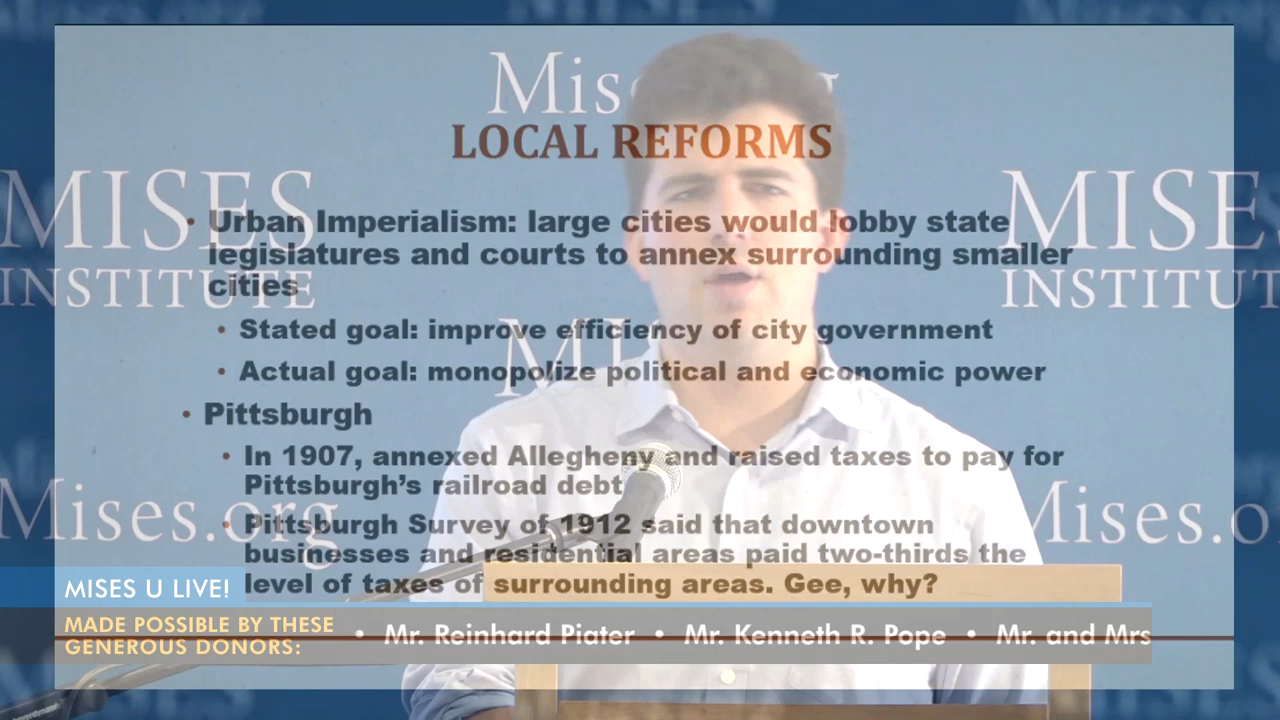 Mis
LOCAL REFORMS
MISES
INSTITUTE
MISES
INSTITUT
• Urban Imperialism: large cities would lobby state
legislatures and courts to annex surrounding smaller
cities
• Stated goal: improve efficiency of city government
• Actual goal: monopolize political and economic power
• Pittsburgh
• In 1907, annexed Allegheny and raised taxes to pay for
Pittsburgh’s railroad debt
• Pittsburgh Survey of 1912 said that downtown
businesses and residential areas paid two-thirds the
level of taxes of surrounding areas. Gee, why?
Mises.org
Mises.o
MISES U LIVE!
MADE POSSIBLE BY THESE
GENEROUS DONORS:
• Mr. Reinhard Piater • Mr. Kenneth R. Pope • Mr. and Mrs